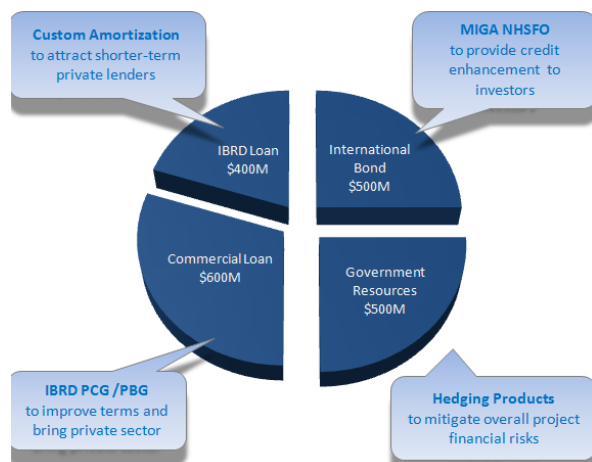 Custom Amortization
to attract shorter-term
private lenders
MIGA NHSFO
to provide credit
enhancement to
investors
IBRD Loan
$400M
International
Bond
$500M
Commercial Loan
$600M
Government
Resources
$500M
IBRD PCG /PBG
to improve terms and
bring private sector
Hedging Products
to mitigate overall project
financial risks